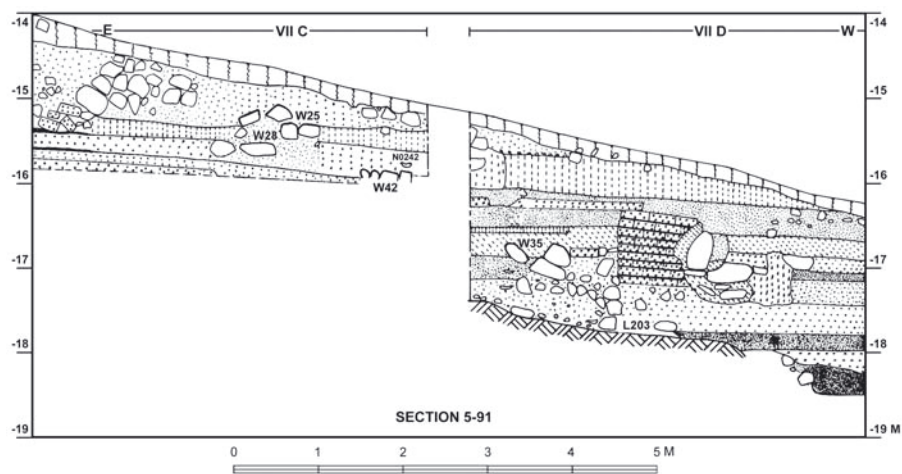 -14 E VII C VII D W -14
-15 W25 -15
W28
N0242
-16 W42 -16
-17 W35 -17
L203
-18 -18
SECTION 5-91
-19 -19 M
0 1 2 3 4 5 M